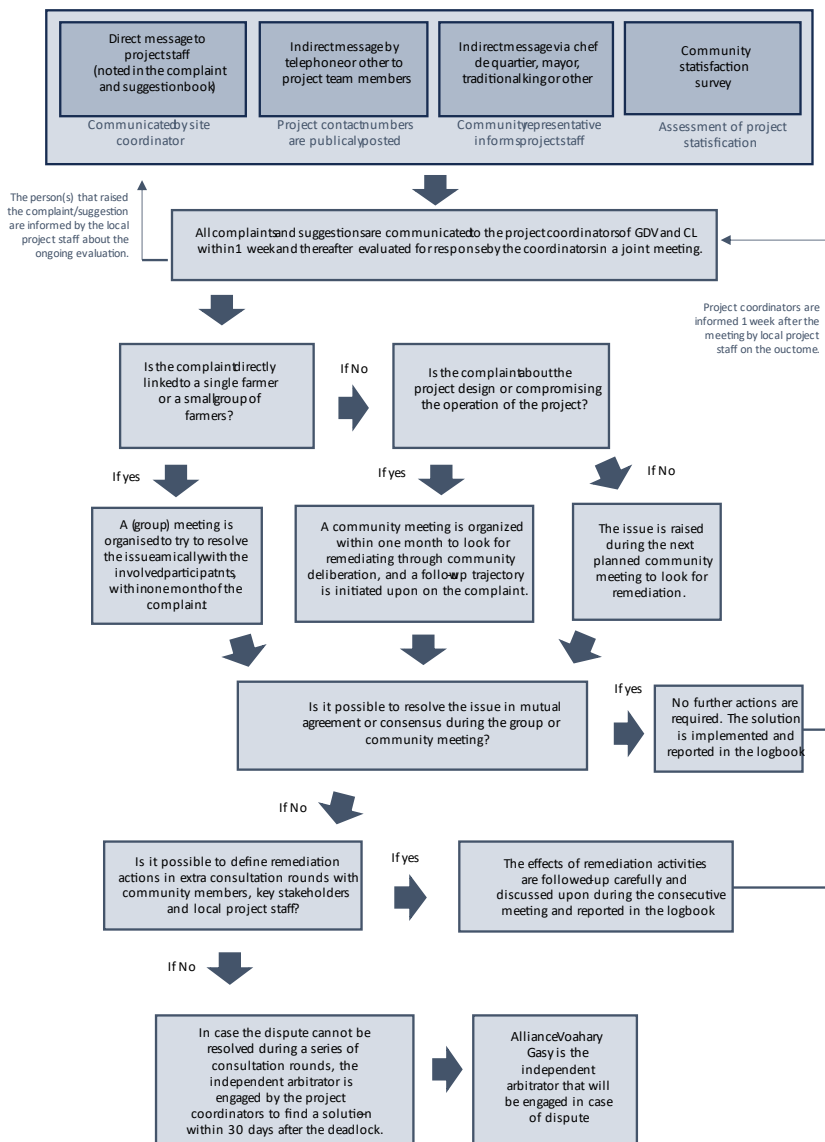 Direct message to
project staff
(noted in the complaint
and suggestion book)
Indirect message by
telephone or other to
project team members
Indirect message via chef
de quartier, mayor,
traditional king or other
Community
statisfaction
survey
Communicated by site
coordinator
Project contact numbers
are publicaly posted
Community representative
informs project staff
Assessment of project
statisfication
The person(s) that raised
the complaint/suggestion
are informed by the local
project staff about the
ongoing evaluation.
All complaints and suggestions are communicated to the project coordinators of GDV and CL
within 1 week and thereafter evaluated for response by the coordinators in a joint meeting.
Project coordinators are
informed 1 week after the
meeting by local project
staff on the ouctome.
Is the complaint directly
linked to a single farmer
or a small group of
farmers?
If No
Is the complaint about the
project design or compromising
the operation of the project?
If yes
If yes
If No
A (group) meeting is
organised to try to resolve
the issue amically with the
involved participatnts,
within one month of the
complaint.
A community meeting is organized
within one month to look for
remediating through community
deliberation, and a follow-up trajectory
is initiated upon on the complaint.
The issue is raised
during the next
planned community
meeting to look for
remediation.
Is it possible to resolve the issue in mutual
agreement or consensus during the group or
community meeting?
If yes
No further actions are
required. The solution
is implemented and
reported in the logbook
If No
Is it possible to define remediation
actions in extra consultation rounds with
community members, key stakeholders
and local project staff?
If yes
The effects of remediation activities
are followed-up carefully and
discussed upon during the consecutive
meeting and reported in the logbook
If No
In case the dispute cannot be
resolved during a series of
consultation rounds, the
independent arbitrator is
engaged by the project
coordinators to find a solution
within 30 days after the deadlock.
Alliance Voahary
Gasy is the
independent
arbitrator that will
be engaged in case
of dispute